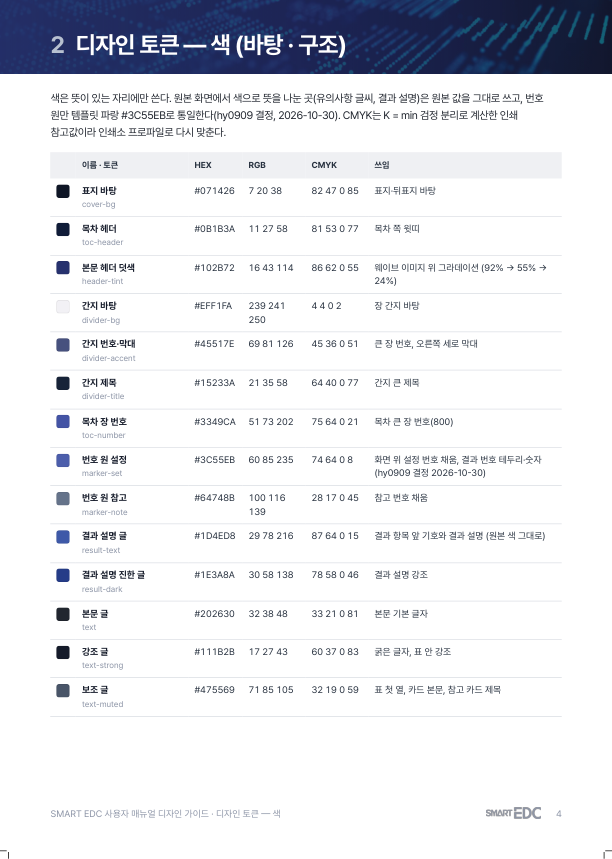 2 디자인 토큰 — 색 (바탕 · 구조)
색은 뜻이 있는 자리에만 쓴다. 원본 화면에서 색으로 뜻을 나눈 곳(유의사항 글씨, 결과 설명)은 원본 값을 그대로 쓰고, 번호
원만 템플릿 파랑 #3C55EB로 통일한다(hy0909 결정, 2026-10-30). CMYK는 K = min 검정 분리로 계산한 인쇄
참고값이라 인쇄소 프로파일로 다시 맞춘다.
이름 · 토큰 HEX RGB CMYK 쓰임
표지 바탕 #071426 7 20 38 82 47 0 85 표지·뒤표지 바탕
cover-bg
목차 헤더 #0B1B3A 11 27 58 81 53 0 77 목차 쪽 윗띠
toc-header
본문 헤더 덧색 #102B72 16 43 114 86 62 0 55 웨이브 이미지 위 그라데이션 (92% → 55% →
header-tint 24%)
간지 바탕 #EFF1FA 239 241 4 4 0 2 장 간지 바탕
divider-bg 250
간지 번호·막대 #45517E 69 81 126 45 36 0 51 큰 장 번호, 오른쪽 세로 막대
divider-accent
간지 제목 #15233A 21 35 58 64 40 0 77 간지 큰 제목
divider-title
목차 장 번호 #3349CA 51 73 202 75 64 0 21 목차 큰 장 번호(800)
toc-number
번호 원 설정 #3C55EB 60 85 235 74 64 0 8 화면 위 설정 번호 채움, 결과 번호 테두리·숫자
marker-set (hy0909 결정 2026-10-30)
번호 원 참고 #64748B 100 116 28 17 0 45 참고 번호 채움
marker-note 139
결과 설명 글 #1D4ED8 29 78 216 87 64 0 15 결과 항목 앞 기호와 결과 설명 (원본 색 그대로)
result-text
결과 설명 진한 글 #1E3A8A 30 58 138 78 58 0 46 결과 설명 강조
result-dark
본문 글 #202630 32 38 48 33 21 0 81 본문 기본 글자
text
강조 글 #111B2B 17 27 43 60 37 0 83 굵은 글자, 표 안 강조
text-strong
보조 글 #475569 71 85 105 32 19 0 59 표 첫 열, 카드 본문, 참고 카드 제목
text-muted
SMART EDC 사용자 매뉴얼 디자인 가이드 · 디자인 토큰 — 색 SMART EDC 4